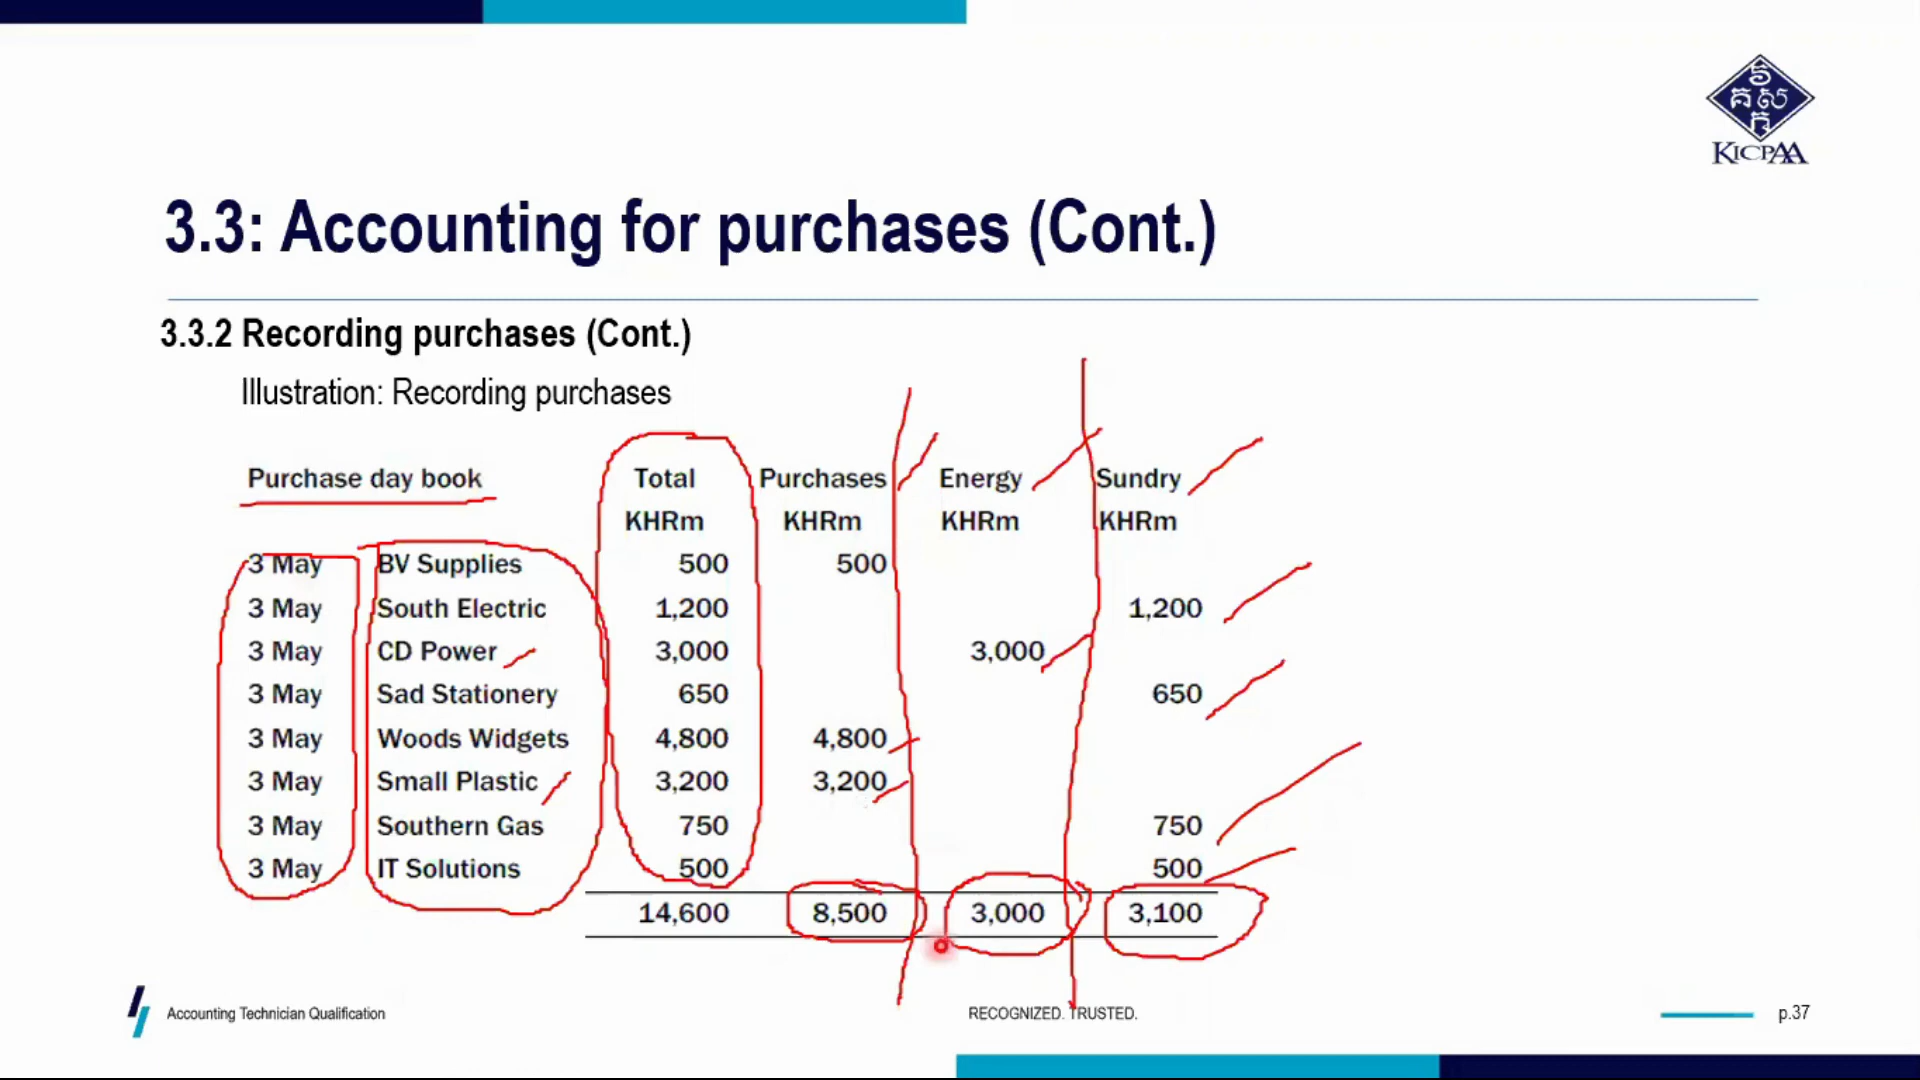 វិ
គ ស
ក
KICPAA
3.3: Accounting for purchases (Cont.)
3.3.2 Recording purchases (Cont.)
Illustration: Recording purchases
Purchase day book Total Purchases Energy Sundry
KHRm KHRm KHRm KHRm
3 May BV Supplies 500 500
3 May South Electric 1,200 1,200
3 May CD Power 3,000 3,000
3 May Sad Stationery 650 650
3 May Woods Widgets 4,800 4,800
3 May Small Plastic 3,200 3,200
3 May Southern Gas 750 750
3 May IT Solutions 500 500
14,600 8,500 3,000 3,100
Accounting Technician Qualification RECOGNIZED. TRUSTED. p.37